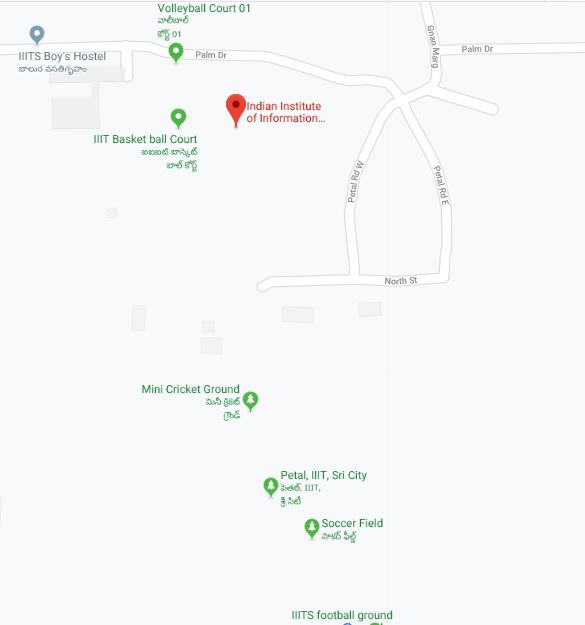 Volleyball Court 01
వాలీబాల్
కోర్ట్ 01
Gnan Marg
Palm Dr
Palm Dr
IIITS Boy's Hostel
బాలుర వసతిగృహం
Indian Institute
of Information...
IIIT Basket ball Court
ఐఐఐటి బాస్కెట్
బాల్ కోర్ట్
Petal Rd W
Petal Rd E
North St
Mini Cricket Ground
మినీ క్రికెట్
గ్రౌండ్
Petal, IIIT, Sri City
పెతల్, IIIT,
శ్రీ సిటీ
Soccer Field
సాకర్ ఫీల్డ్
IIITS football ground